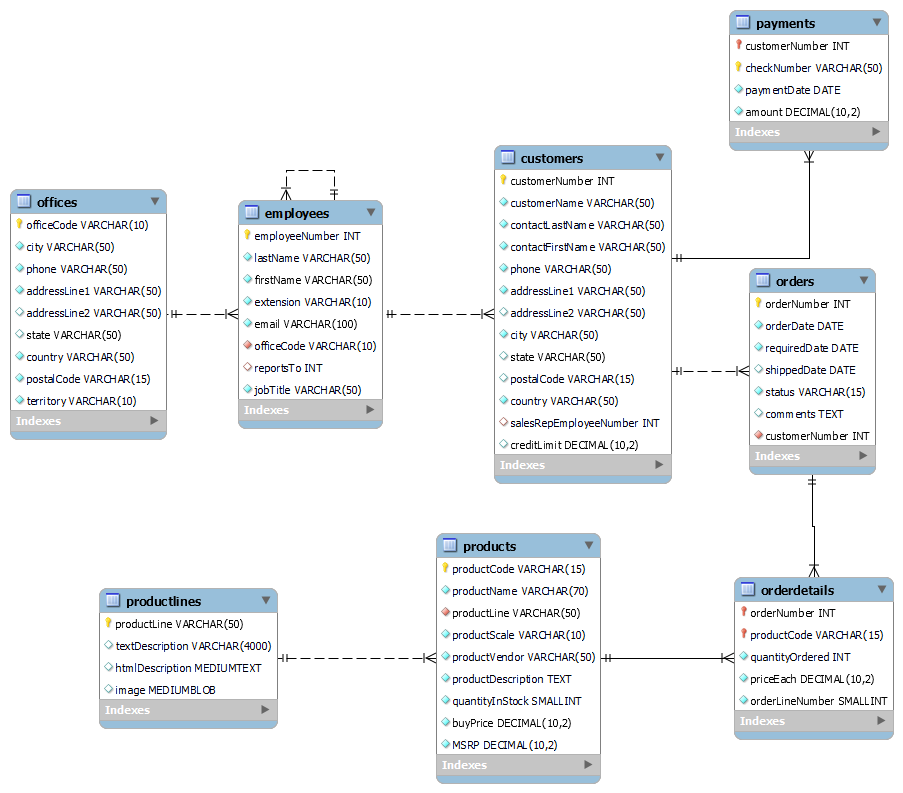 payments
customerNumber INT
checkNumber VARCHAR(50)
paymentDate DATE
amount DECIMAL(10,2)
Indexes
customers
customerNumber INT
customerName VARCHAR(50)
contactLastName VARCHAR(50)
contactFirstName VARCHAR(50)
phone VARCHAR(50)
addressLine1 VARCHAR(50)
addressLine2 VARCHAR(50)
city VARCHAR(50)
state VARCHAR(50)
postalCode VARCHAR(15)
country VARCHAR(50)
salesRepEmployeeNumber INT
creditLimit DECIMAL(10,2)
Indexes
offices
officeCode VARCHAR(10)
city VARCHAR(50)
phone VARCHAR(50)
addressLine1 VARCHAR(50)
addressLine2 VARCHAR(50)
state VARCHAR(50)
country VARCHAR(50)
postalCode VARCHAR(15)
territory VARCHAR(10)
Indexes
employees
employeeNumber INT
lastName VARCHAR(50)
firstName VARCHAR(50)
extension VARCHAR(10)
email VARCHAR(100)
officeCode VARCHAR(10)
reportsTo INT
jobTitle VARCHAR(50)
Indexes
orders
orderNumber INT
orderDate DATE
requiredDate DATE
shippedDate DATE
status VARCHAR(15)
comments TEXT
customerNumber INT
Indexes
products
productCode VARCHAR(15)
productName VARCHAR(70)
productLine VARCHAR(50)
productScale VARCHAR(10)
productVendor VARCHAR(50)
productDescription TEXT
quantityInStock SMALLINT
buyPrice DECIMAL(10,2)
MSRP DECIMAL(10,2)
Indexes
productlines
productLine VARCHAR(50)
textDescription VARCHAR(4000)
htmlDescription MEDIUMTEXT
image MEDIUMBLOB
Indexes
orderdetails
orderNumber INT
productCode VARCHAR(15)
quantityOrdered INT
priceEach DECIMAL(10,2)
orderLineNumber SMALLINT
Indexes